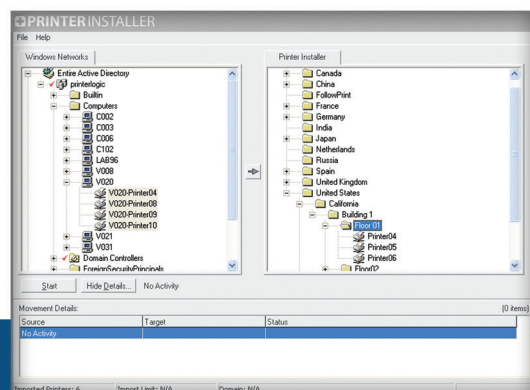 PRINTERINSTALLER
File Help
Windows Networks
Entire Active Directory
printerlogic
Builtin
Computers
C002
C003
C006
C102
LAB96
V008
V020
V020-Printer04
V020-Printer08
V020-Printer09
V020-Printer10
V021
V031
Domain Controllers
ForeignSecurityPrincipals
Printer Installer
Canada
China
FollowPrint
France
Germany
India
Japan
Netherlands
Russia
Spain
United Kingdom
United States
California
Building 1
Floor 01
Printer04
Printer05
Printer06
Floor02
Start Hide Details... No Activity
Movement Details: [0 items]
Source Target Status
No Activity
Imported Printers: 6 Import Limit: N/A Domain: N/A